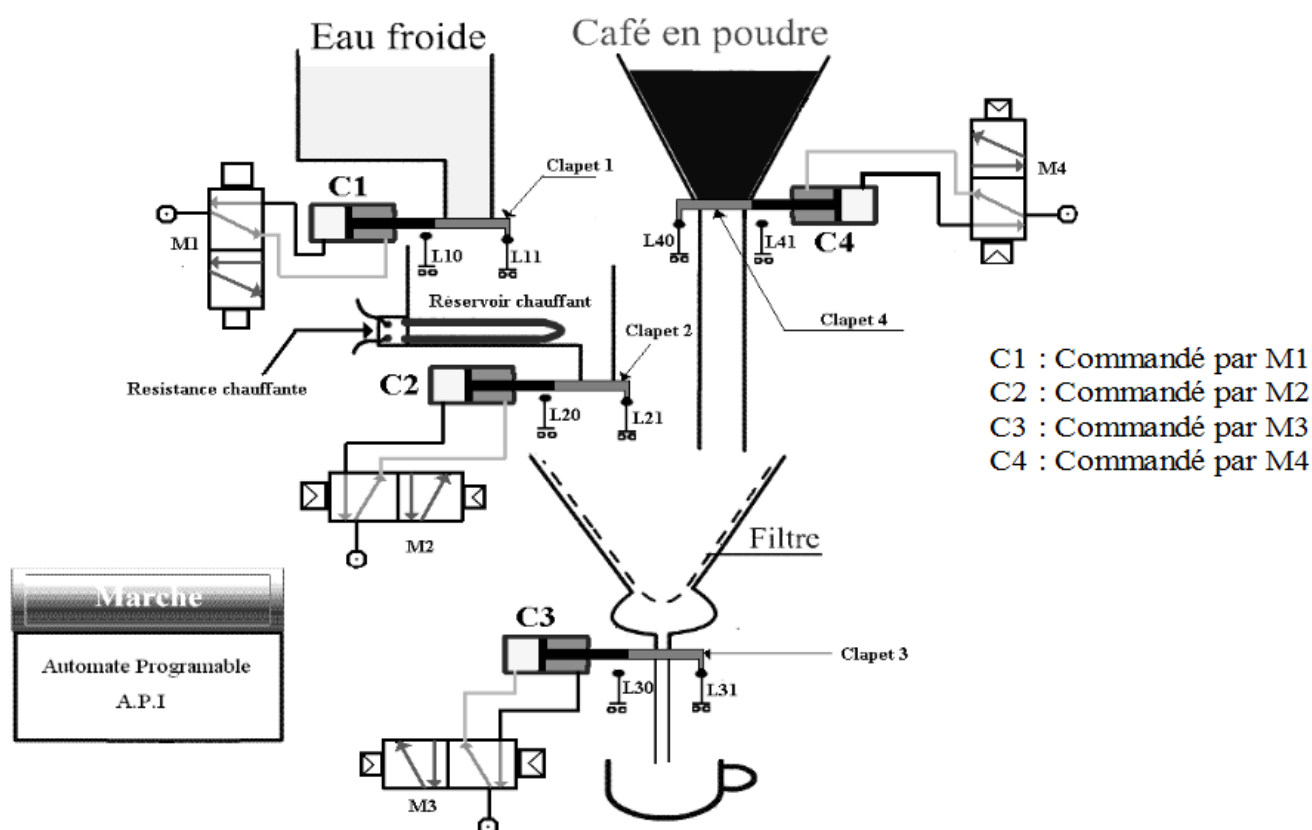 Eau froide
Café en poudre
Clapet 1
C1
M1
L10
L11
L40
L41
C4
M4
Clapet 4
Réservoir chauffant
Clapet 2
Resistance chauffante
C2
L20
L21
M2
C1 : Commandé par M1
C2 : Commandé par M2
C3 : Commandé par M3
C4 : Commandé par M4
Filtre
Marche
Automate Programable
A.P.I
C3
Clapet 3
L30
L31
M3